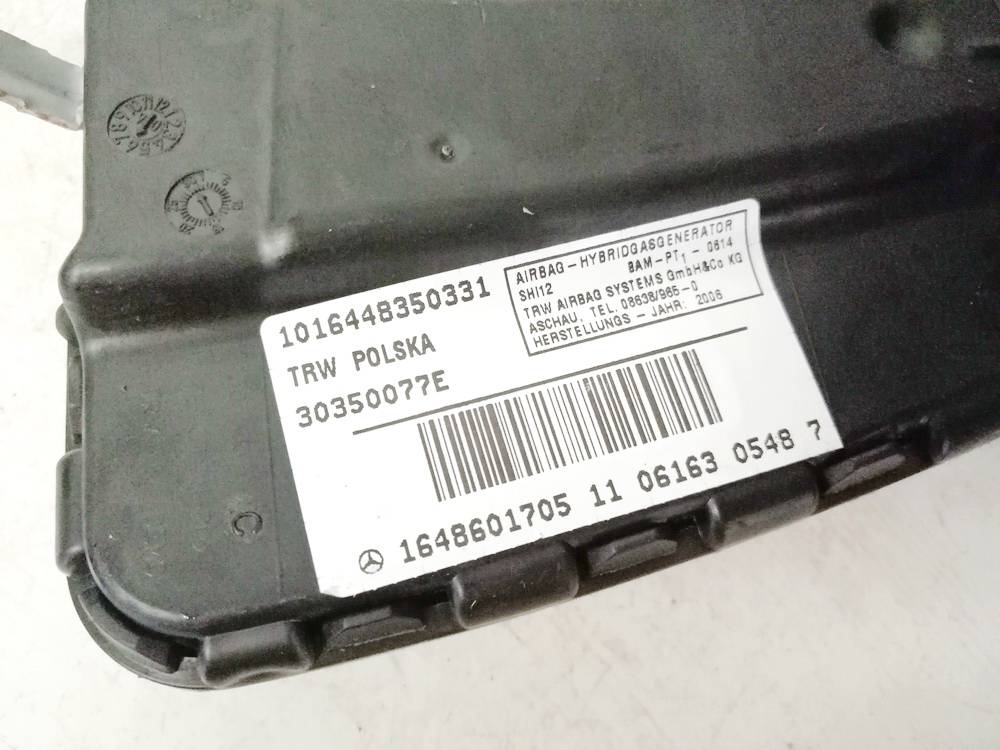 1016448350331
TRW POLSKA
30350077E
AIRBAG-HYBRIDGASGENERATOR
SHI12 BAM-PT1-0614
TRW AIRBAG SYSTEMS GmbH&Co KG
ASCHAU, TEL. 08638/965-0
HERSTELLUNGS - JAHR: 2006
1648601705 11 06163 0548 7
C